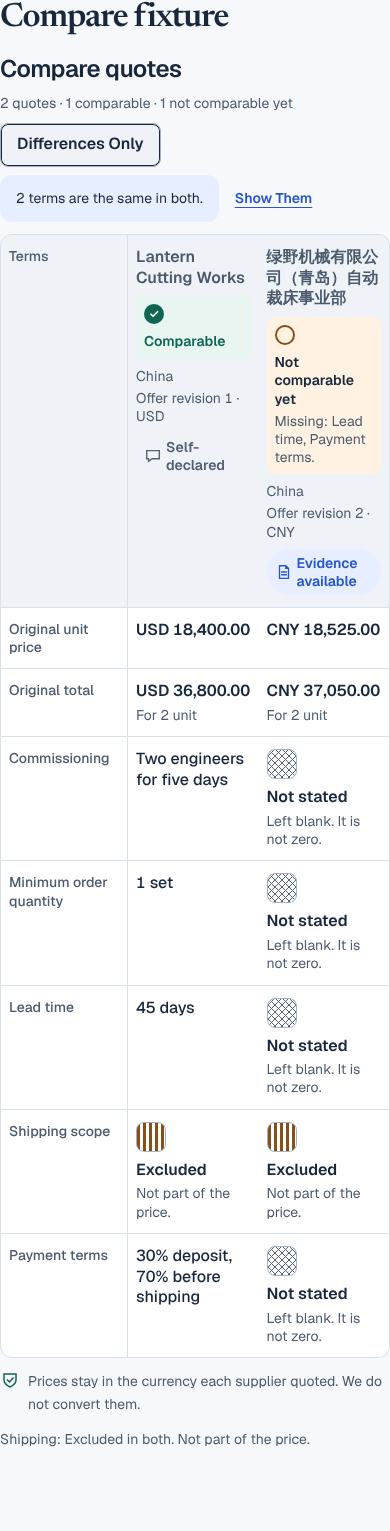 Compare fixture
Compare quotes
2 quotes · 1 comparable · 1 not comparable yet
Differences Only
2 terms are the same in both.
Show Them
Terms
Lantern
Cutting Works
Comparable
China
Offer revision 1 ·
USD
Self-
declared
绿野机械有限公
司（青岛）自动
裁床事业部
Not
comparable
yet
Missing: Lead
time, Payment
terms.
China
Offer revision 2 ·
CNY
Evidence
available
Original unit
price
USD 18,400.00
CNY 18,525.00
Original total
USD 36,800.00
For 2 unit
CNY 37,050.00
For 2 unit
Commissioning
Two engineers
for five days
Not stated
Left blank. It is
not zero.
Minimum order
quantity
1 set
Not stated
Left blank. It is
not zero.
Lead time
45 days
Not stated
Left blank. It is
not zero.
Shipping scope
Excluded
Not part of the
price.
Excluded
Not part of the
price.
Payment terms
30% deposit,
70% before
shipping
Not stated
Left blank. It is
not zero.
Prices stay in the currency each supplier quoted. We do
not convert them.
Shipping: Excluded in both. Not part of the price.